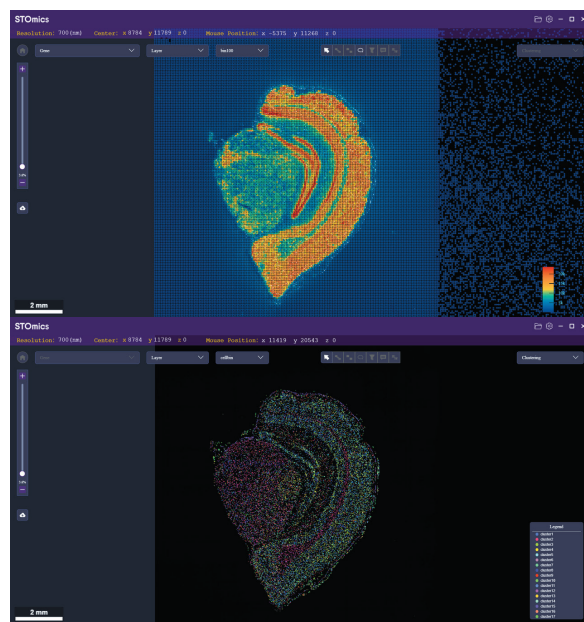 STOmics
Resolution: 700(nm) Center: x 8784 y 11789 z 0 Mouse Position: x -5375 y 11268 z 0
Gene Layer bin100 Clustering
2 mm
STOmics
Resolution: 700(nm) Center: x 8784 y 11789 z 0 Mouse Position: x 11419 y 20543 z 0
Gene Layer cellbin Clustering
Legend
cluster1
cluster2
cluster3
cluster4
cluster5
cluster6
cluster7
cluster8
cluster9
cluster10
cluster11
cluster12
cluster13
cluster14
cluster15
cluster16
cluster17
2 mm